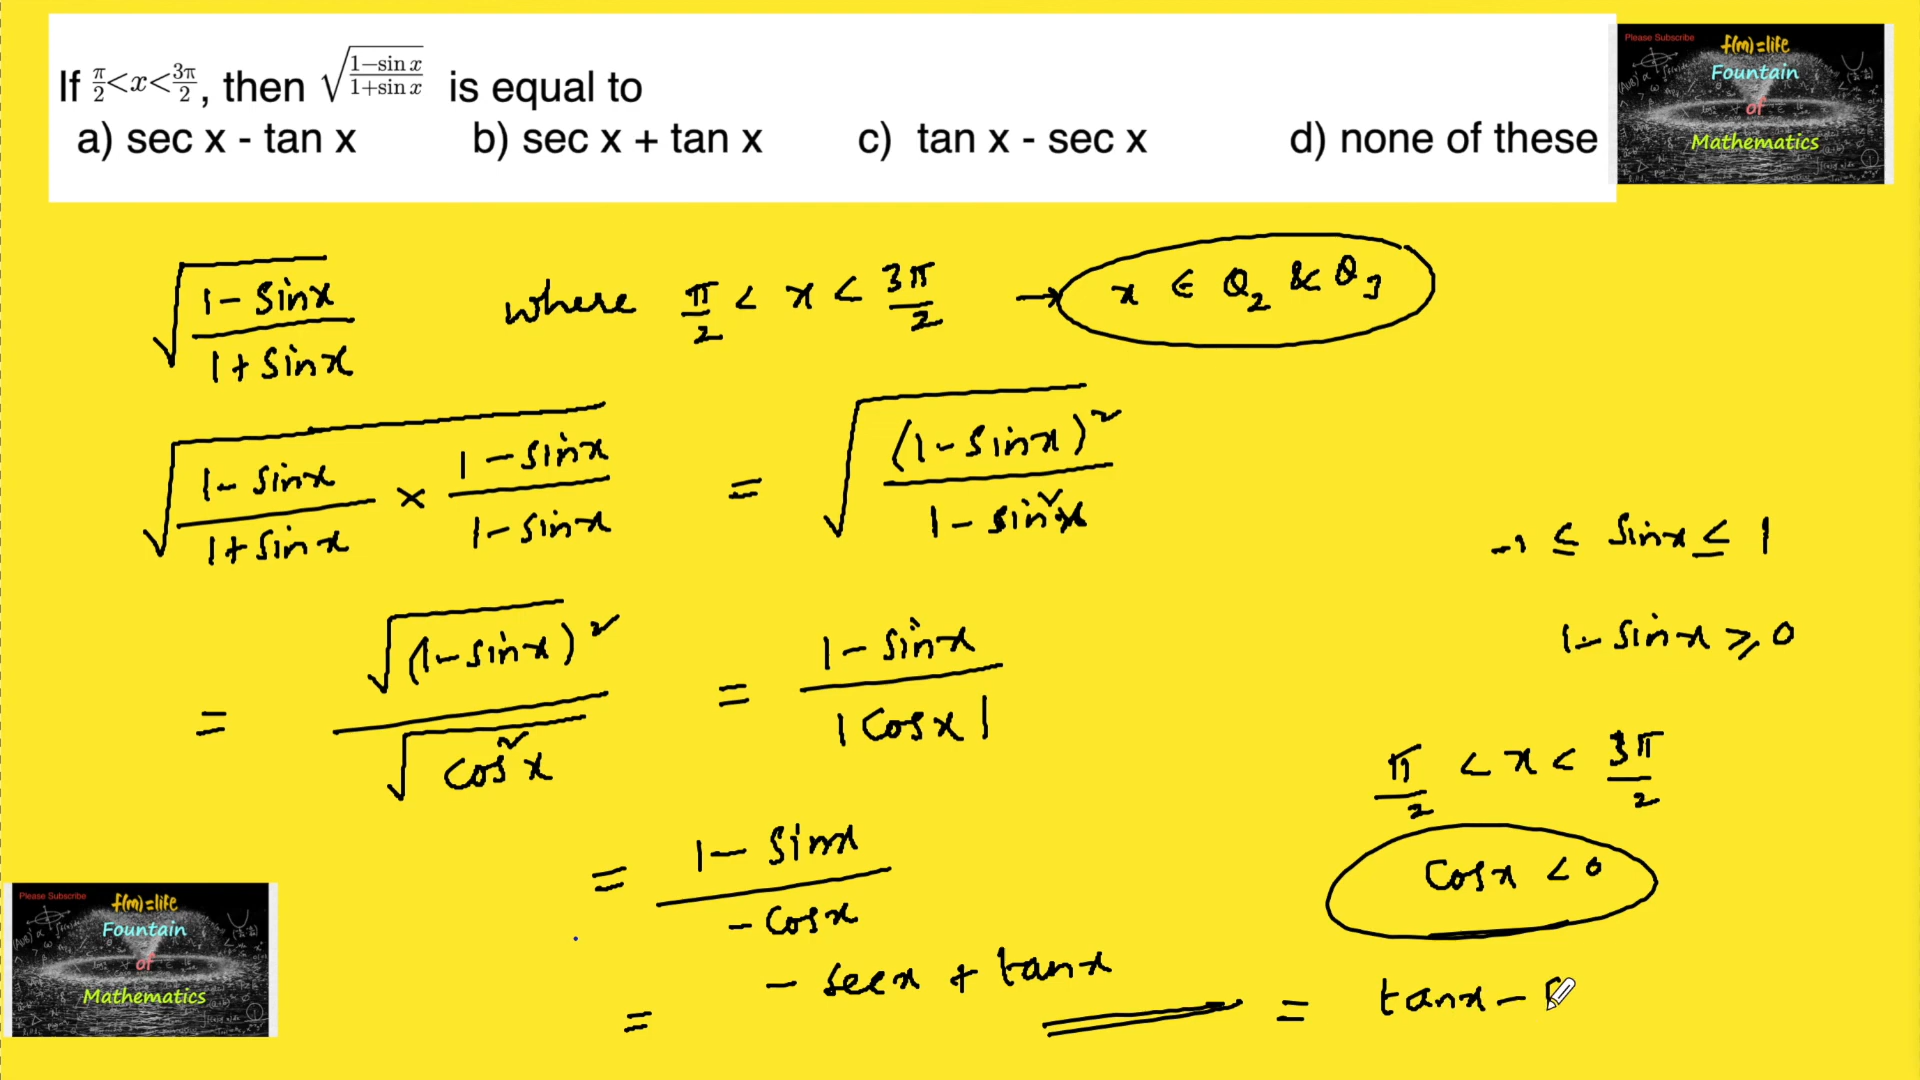 If π/2<x<3π/2, then √((1−sin x)/(1+sin x)) is equal to
a) sec x - tan x b) sec x + tan x c) tan x - sec x d) none of these
Please Subscribe
f(m)=life
Fountain
of
Mathematics
√((1 - Sinx)/(1 + Sinx)) where π/2 < x < 3π/2 → x ∈ Q₂ & Q₃
√((1 - Sinx)/(1 + Sinx) × (1 - Sinx)/(1 - Sinx)) = √((1 - Sinx)²/(1 - Sin²x))
-1 ≤ Sinx ≤ 1
1 - Sinx ≥ 0
= √(1 - Sinx)²/√Cos²x = (1 - Sinx)/|Cosx|
π/2 < x < 3π/2
Cosx < 0
= (1 - Sinx)/(- Cosx)
= - Secx + tanx = tanx -
Please Subscribe
f(m)=life
Fountain
of
Mathematics